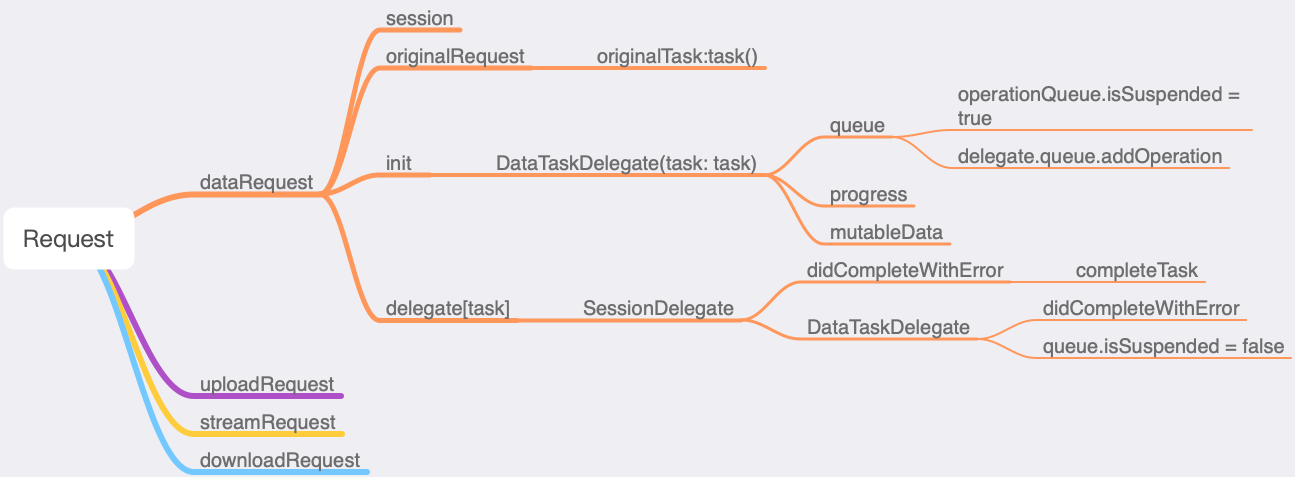 Request
dataRequest
session
originalRequest
originalTask:task()
init
DataTaskDelegate(task: task)
queue
operationQueue.isSuspended =
true
delegate.queue.addOperation
progress
mutableData
delegate[task]
SessionDelegate
didCompleteWithError
completeTask
DataTaskDelegate
didCompleteWithError
queue.isSuspended = false
uploadRequest
streamRequest
downloadRequest